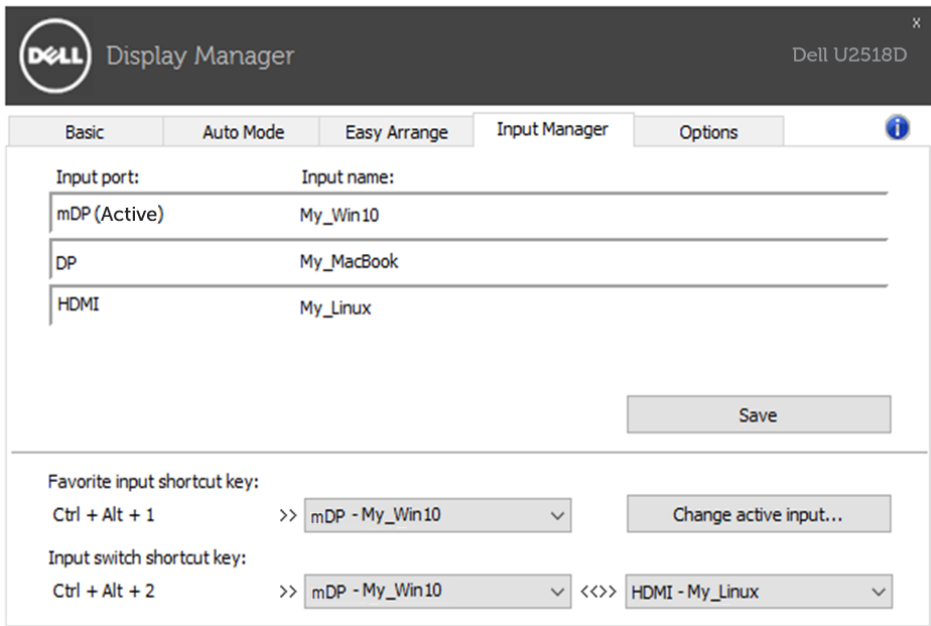 x
DELL Display Manager Dell U2518D
Basic Auto Mode Easy Arrange Input Manager Options i
Input port: Input name:
mDP (Active) My_Win10
DP My_MacBook
HDMI My_Linux
Save
Favorite input shortcut key:
Ctrl + Alt + 1 >> mDP - My_Win10 Change active input...
Input switch shortcut key:
Ctrl + Alt + 2 >> mDP - My_Win10 <<>> HDMI - My_Linux